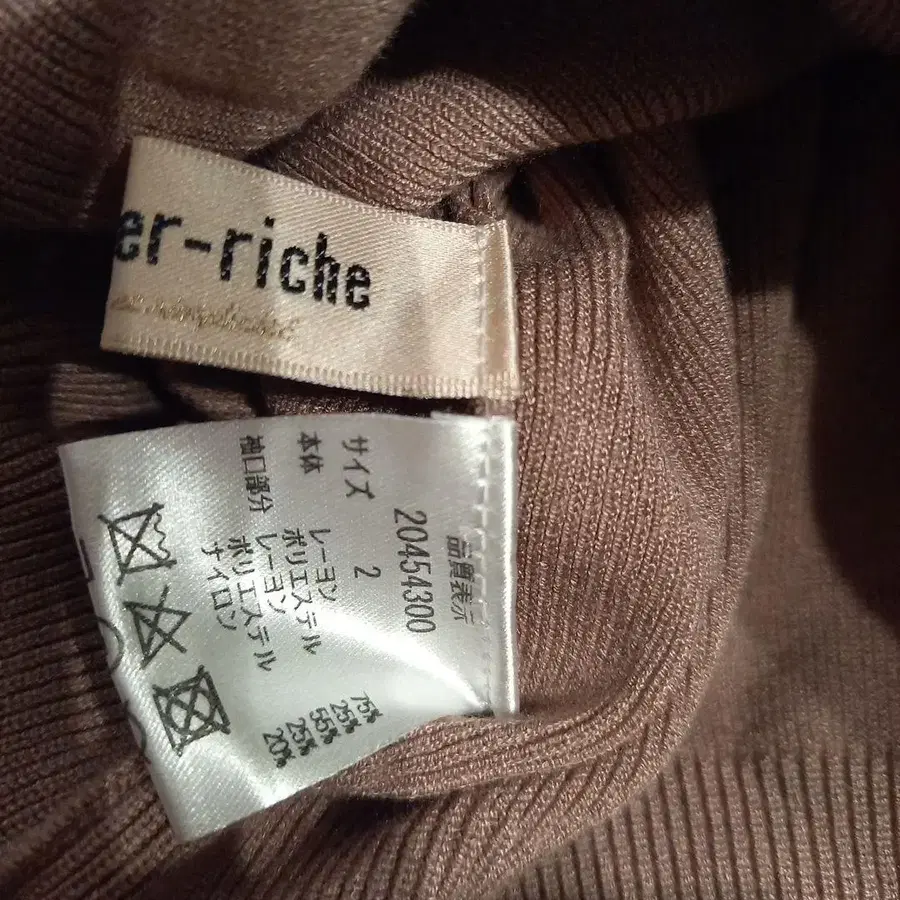 er-riche
品質表示
20454300
サイズ 2
本体 レーヨン 75%
ポリエステル 25%
袖口部分 レーヨン 55%
ポリエステル 25%
ナイロン 20%